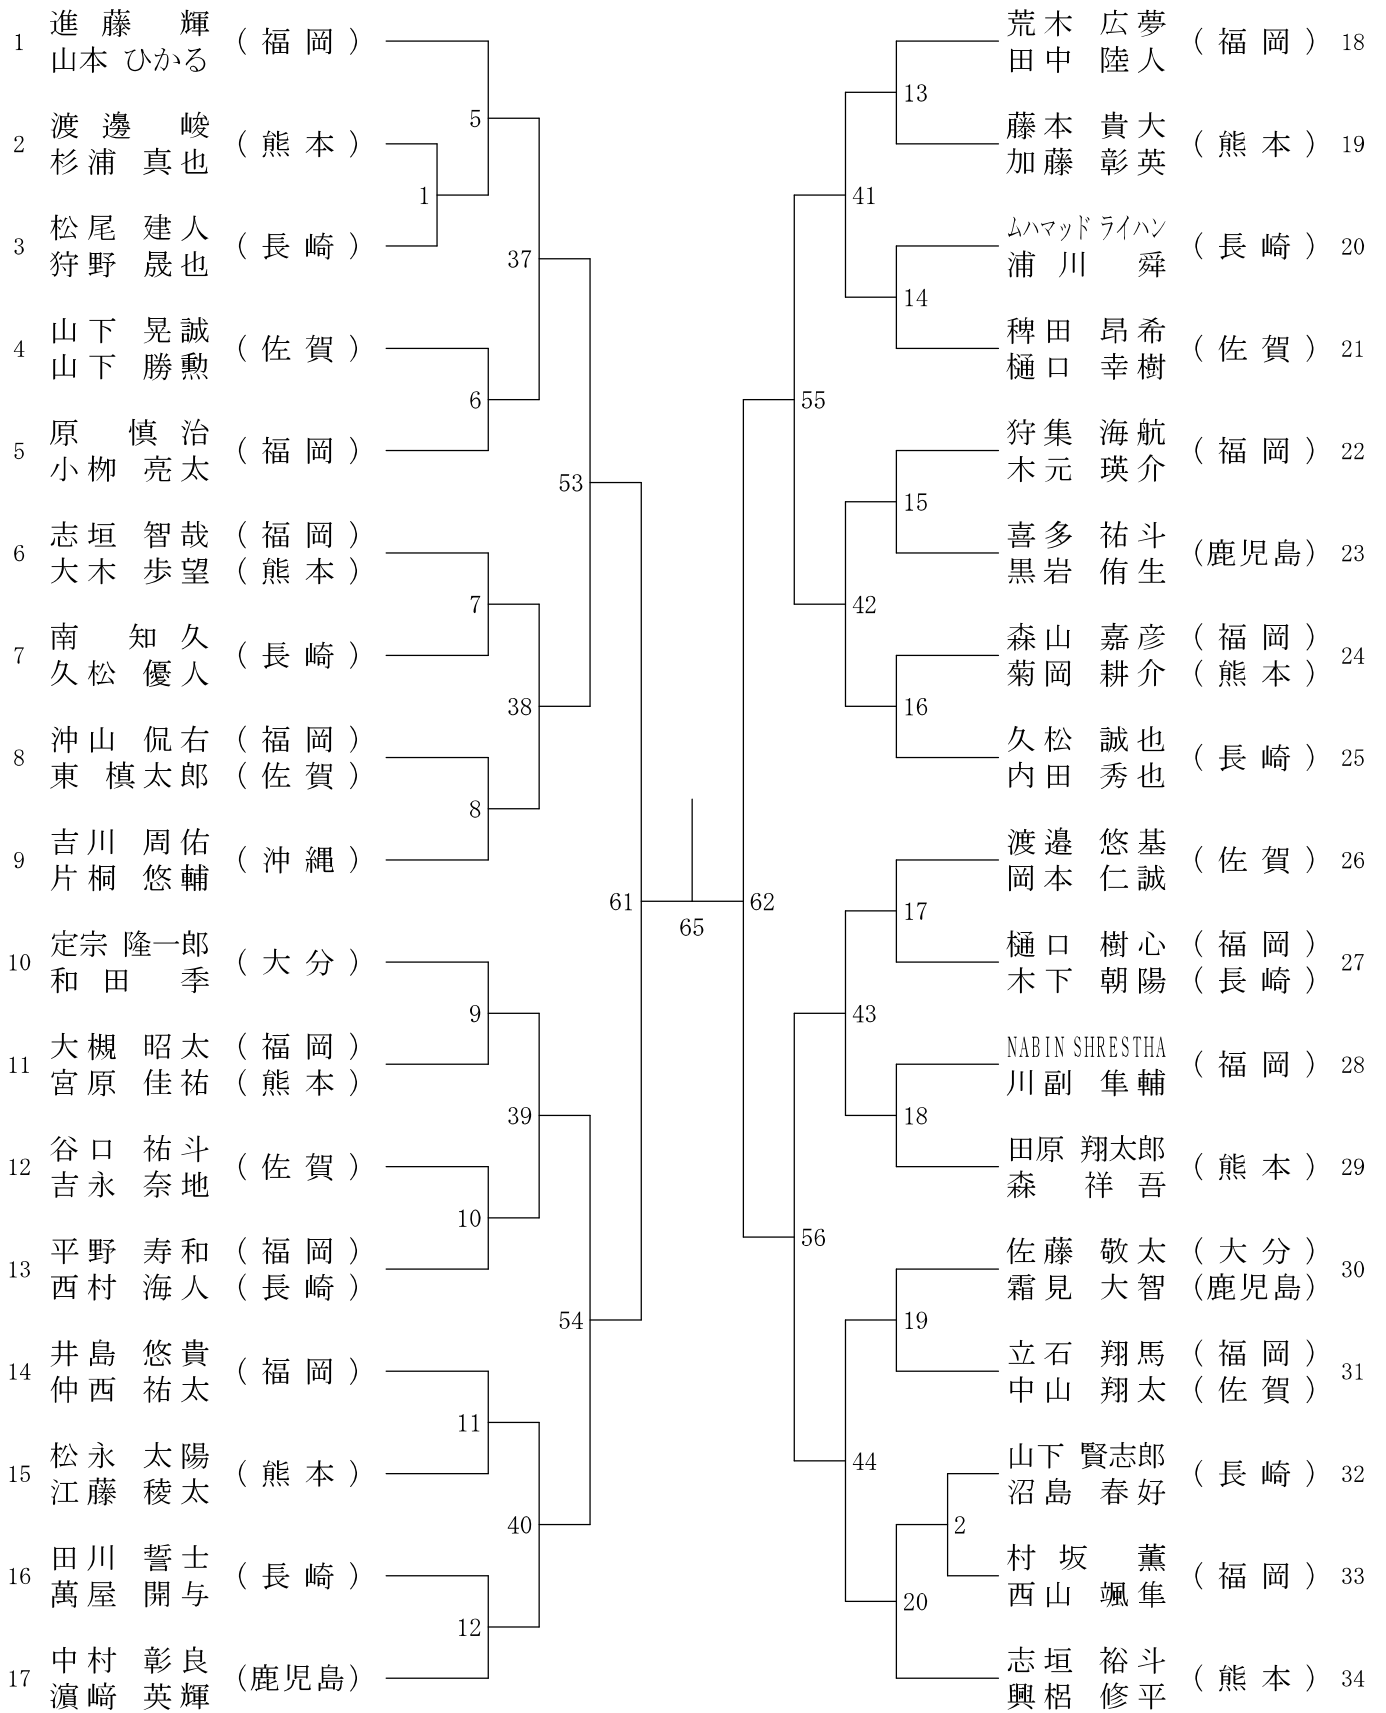 1 進藤 輝 (福岡)
山本 ひかる
2 渡邊 峻 (熊本)
杉浦 真也
3 松尾 建人 (長崎)
狩野 晟也
4 山下 晃誠 (佐賀)
山下 勝勲
5 原 慎治 (福岡)
小栁 亮太
6 志垣 智哉 (福岡)
大木 歩望 (熊本)
7 南 知久 (長崎)
久松 優人
8 沖山 侃右 (福岡)
東 槙太郎 (佐賀)
9 吉川 周佑 (沖縄)
片桐 悠輔
10 定宗 隆一郎 (大分)
和田 季
11 大槻 昭太 (福岡)
宮原 佳祐 (熊本)
12 谷口 祐斗 (佐賀)
吉永 奈地
13 平野 寿和 (福岡)
西村 海人 (長崎)
14 井島 悠貴 (福岡)
仲西 祐太
15 松永 太陽 (熊本)
江藤 稜太
16 田川 誓士 (長崎)
萬屋 開与
17 中村 彰良 (鹿児島)
濵﨑 英輝
1
5
6
7
8
9
10
11
12
37
38
39
40
53
54
61
65
62
55
56
41
42
43
44
13
14
15
16
17
18
19
20
2
荒木 広夢 (福岡) 18
田中 陸人
藤本 貴大 (熊本) 19
加藤 彰英
ムハマッド ライハン (長崎) 20
浦川 舜
稗田 昂希 (佐賀) 21
樋口 幸樹
狩集 海航 (福岡) 22
木元 瑛介
喜多 祐斗 (鹿児島) 23
黒岩 侑生
森山 嘉彦 (福岡) 24
菊岡 耕介 (熊本)
久松 誠也 (長崎) 25
内田 秀也
渡邉 悠基 (佐賀) 26
岡本 仁誠
樋口 樹心 (福岡) 27
木下 朝陽 (長崎)
NABIN SHRESTHA (福岡) 28
川副 隼輔
田原 翔太郎 (熊本) 29
森 祥吾
佐藤 敬太 (大分) 30
霜見 大智 (鹿児島)
立石 翔馬 (福岡) 31
中山 翔太 (佐賀)
山下 賢志郎 (長崎) 32
沼島 春好
村坂 薫 (福岡) 33
西山 颯隼
志垣 裕斗 (熊本) 34
興梠 修平